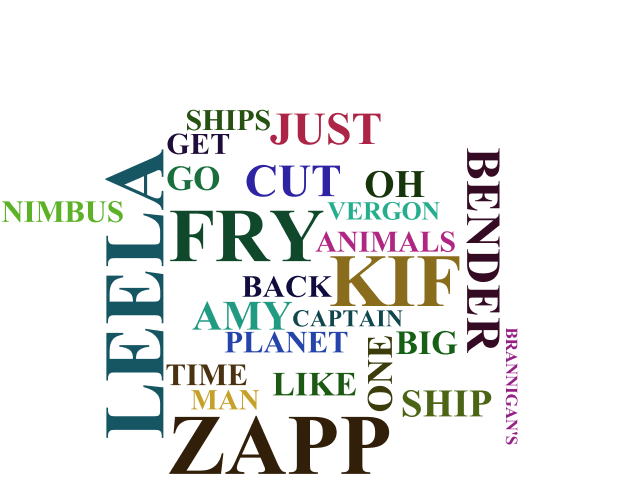 SHIPS
JUST
GET
GO
CUT
OH
NIMBUS
LEELA
FRY
VERGON
BENDER
ANIMALS
KIF
BACK
AMY
CAPTAIN
PLANET
BIG
BRANNIGAN'S
TIME
LIKE
ONE
MAN
SHIP
ZAPP